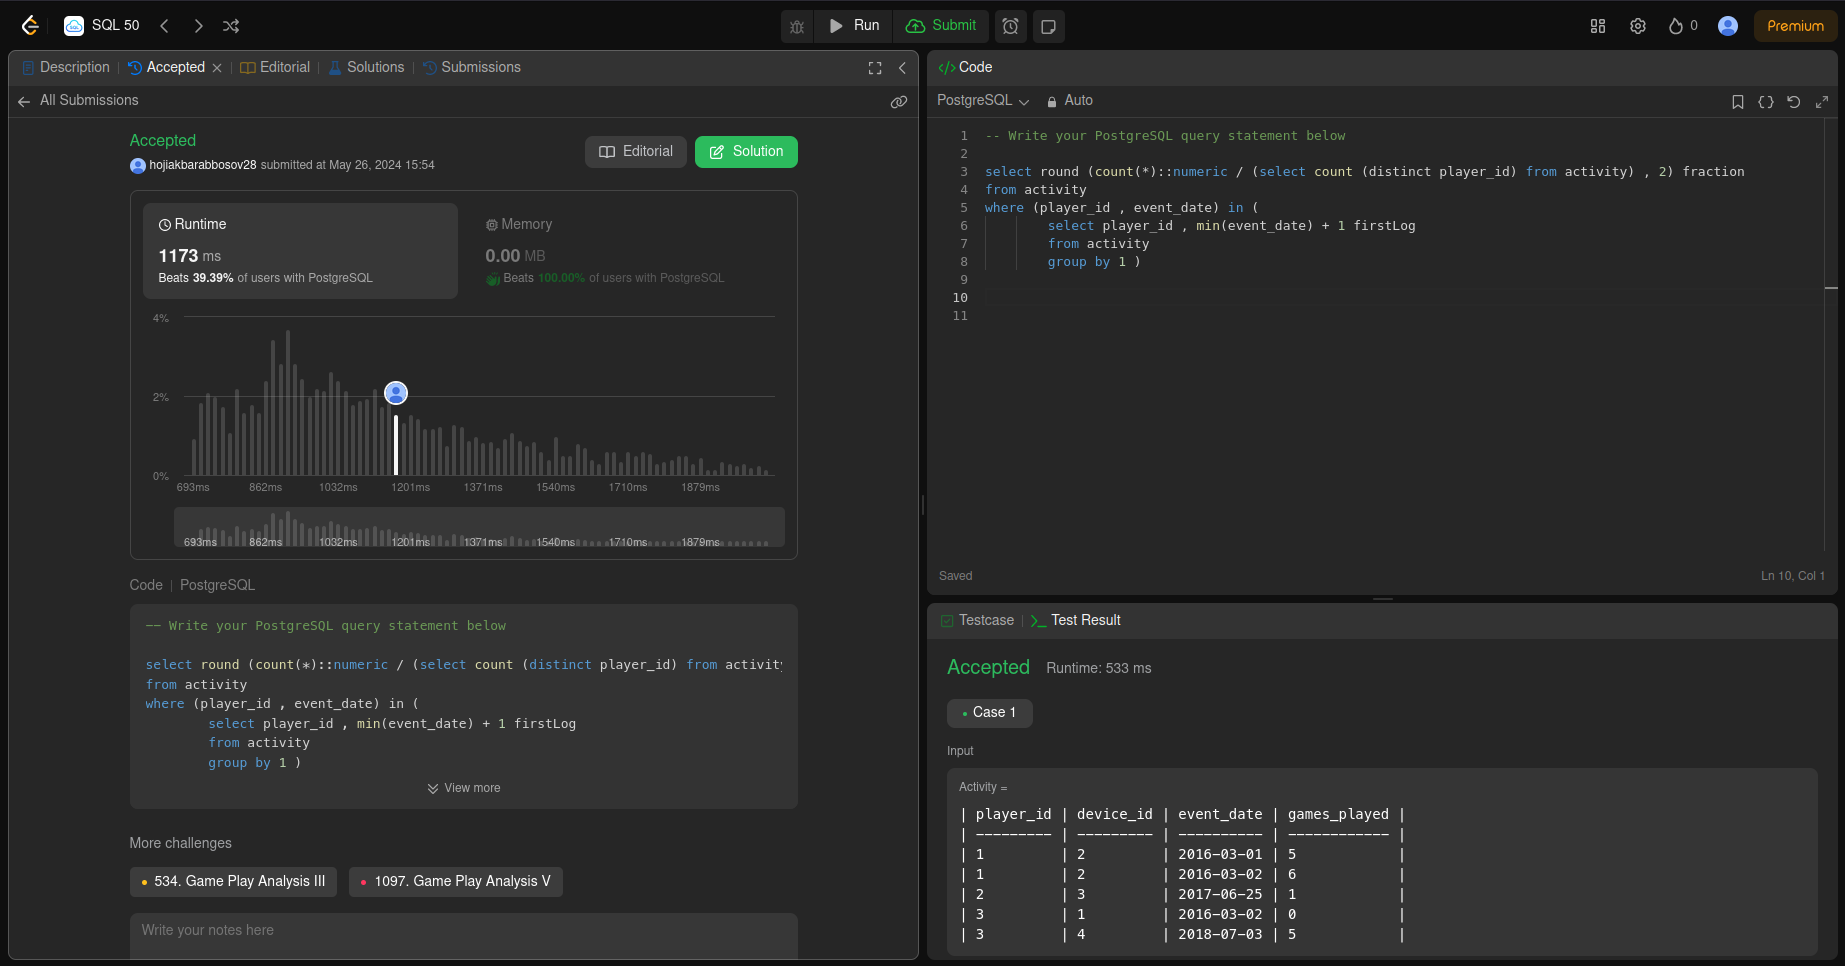 SQL 50
Run
Submit
0
Premium
Description
Accepted
Editorial
Solutions
Submissions
All Submissions
Accepted
hojiakbarabbosov28 submitted at May 26, 2024 15:54
Editorial
Solution
Runtime
1173 ms
Beats 39.39% of users with PostgreSQL
Memory
0.00 MB
Beats 100.00% of users with PostgreSQL
4%
2%
0%
693ms 862ms 1032ms 1201ms 1371ms 1540ms 1710ms 1879ms
693ms 862ms 1032ms 1201ms 1371ms 1540ms 1710ms 1879ms
Code | PostgreSQL
-- Write your PostgreSQL query statement below
select round (count(*)::numeric / (select count (distinct player_id) from activity
from activity
where (player_id , event_date) in (
select player_id , min(event_date) + 1 firstLog
from activity
group by 1 )
View more
More challenges
534. Game Play Analysis III
1097. Game Play Analysis V
Write your notes here
</> Code
PostgreSQL
Auto
1 -- Write your PostgreSQL query statement below
2
3 select round (count(*)::numeric / (select count (distinct player_id) from activity) , 2) fraction
4 from activity
5 where (player_id , event_date) in (
6 select player_id , min(event_date) + 1 firstLog
7 from activity
8 group by 1 )
9
10
11
Saved
Ln 10, Col 1
Testcase
>_ Test Result
Accepted Runtime: 533 ms
• Case 1
Input
Activity =
| player_id | device_id | event_date | games_played |
| --------- | --------- | ---------- | ------------ |
| 1 | 2 | 2016-03-01 | 5 |
| 1 | 2 | 2016-03-02 | 6 |
| 2 | 3 | 2017-06-25 | 1 |
| 3 | 1 | 2016-03-02 | 0 |
| 3 | 4 | 2018-07-03 | 5 |